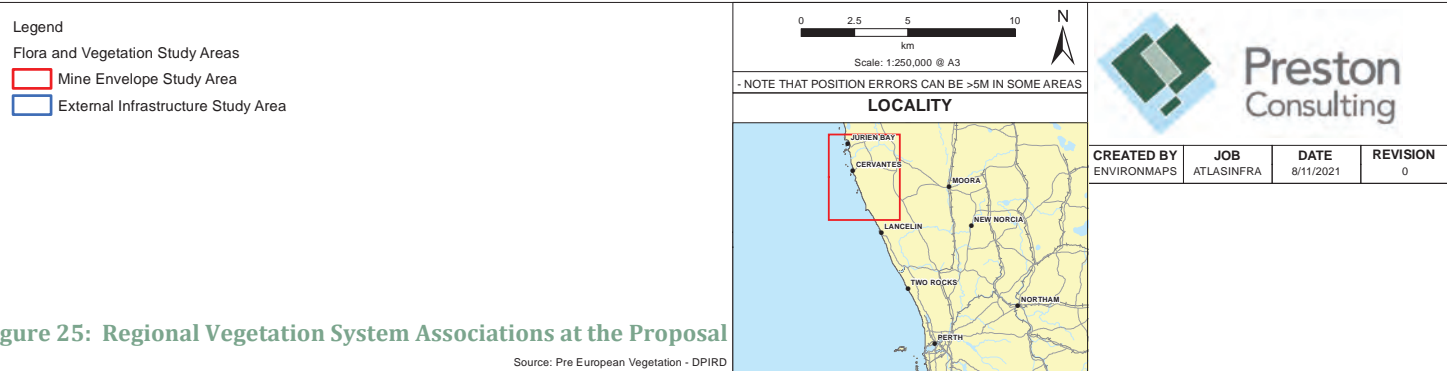 Legend
Flora and Vegetation Study Areas
Mine Envelope Study Area
External Infrastructure Study Area
gure 25: Regional Vegetation System Associations at the Proposal
Source: Pre European Vegetation - DPIRD
0 2.5 5 10
km
Scale: 1:250,000 @ A3
N
- NOTE THAT POSITION ERRORS CAN BE >5M IN SOME AREAS
LOCALITY
JURIEN BAY
CERVANTES
MOORA
NEW NORCIA
LANCELIN
TWO ROCKS
NORTHAM
PERTH
Preston
Consulting
CREATED BY JOB DATE REVISION
ENVIRONMAPS ATLASINFRA 8/11/2021 0